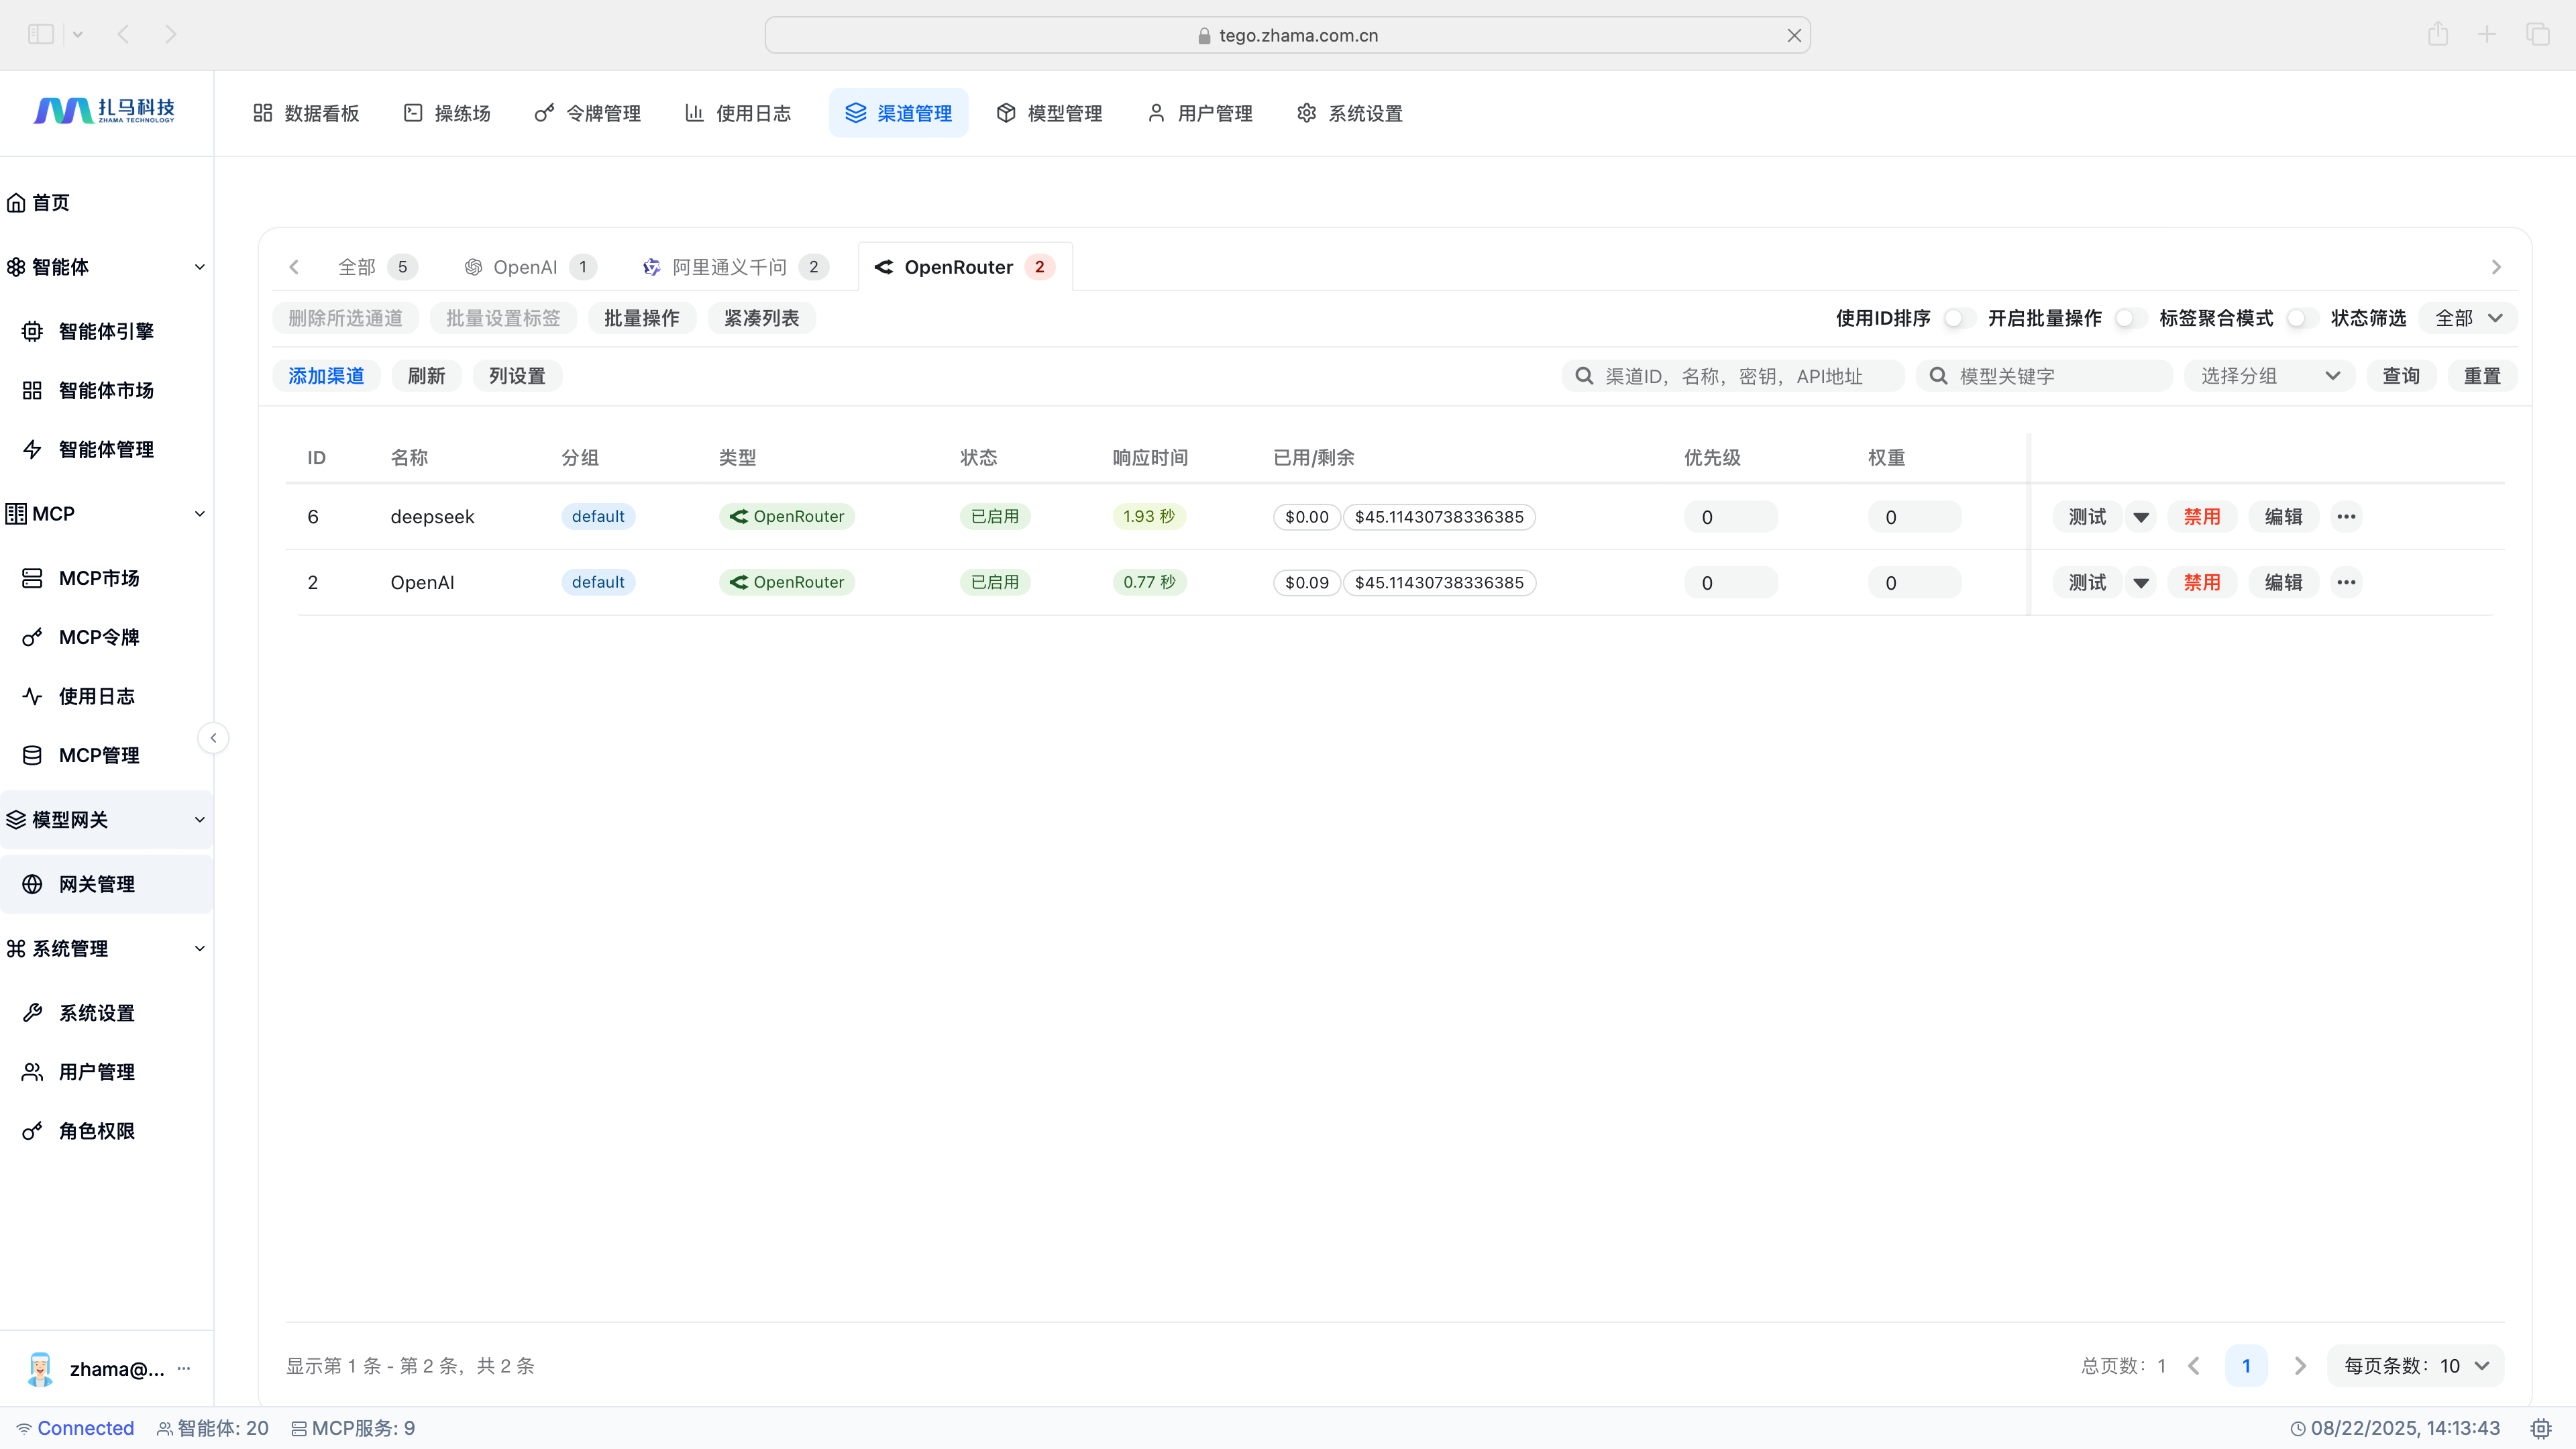 tego.zhama.com.cn
扎马科技
ZHAMA TECHNOLOGY
数据看板 操练场 令牌管理 使用日志 渠道管理 模型管理 用户管理 系统设置
首页
智能体
智能体引擎
智能体市场
智能体管理
MCP
MCP市场
MCP令牌
使用日志
MCP管理
模型网关
网关管理
系统管理
系统设置
用户管理
角色权限
zhama@... ...
全部 5 OpenAI 1 阿里通义千问 2 OpenRouter 2
删除所选通道 批量设置标签 批量操作 紧凑列表 使用ID排序 开启批量操作 标签聚合模式 状态筛选 全部
添加渠道 刷新 列设置 渠道ID，名称，密钥，API地址 模型关键字 选择分组 查询 重置
ID 名称 分组 类型 状态 响应时间 已用/剩余 优先级 权重
6 deepseek default OpenRouter 已启用 1.93 秒 $0.00 $45.11430738336385 0 0 测试 禁用 编辑 ...
2 OpenAI default OpenRouter 已启用 0.77 秒 $0.09 $45.11430738336385 0 0 测试 禁用 编辑 ...
显示第 1 条 - 第 2 条，共 2 条 总页数：1 1 每页条数：10
Connected 智能体: 20 MCP服务: 9 08/22/2025, 14:13:43